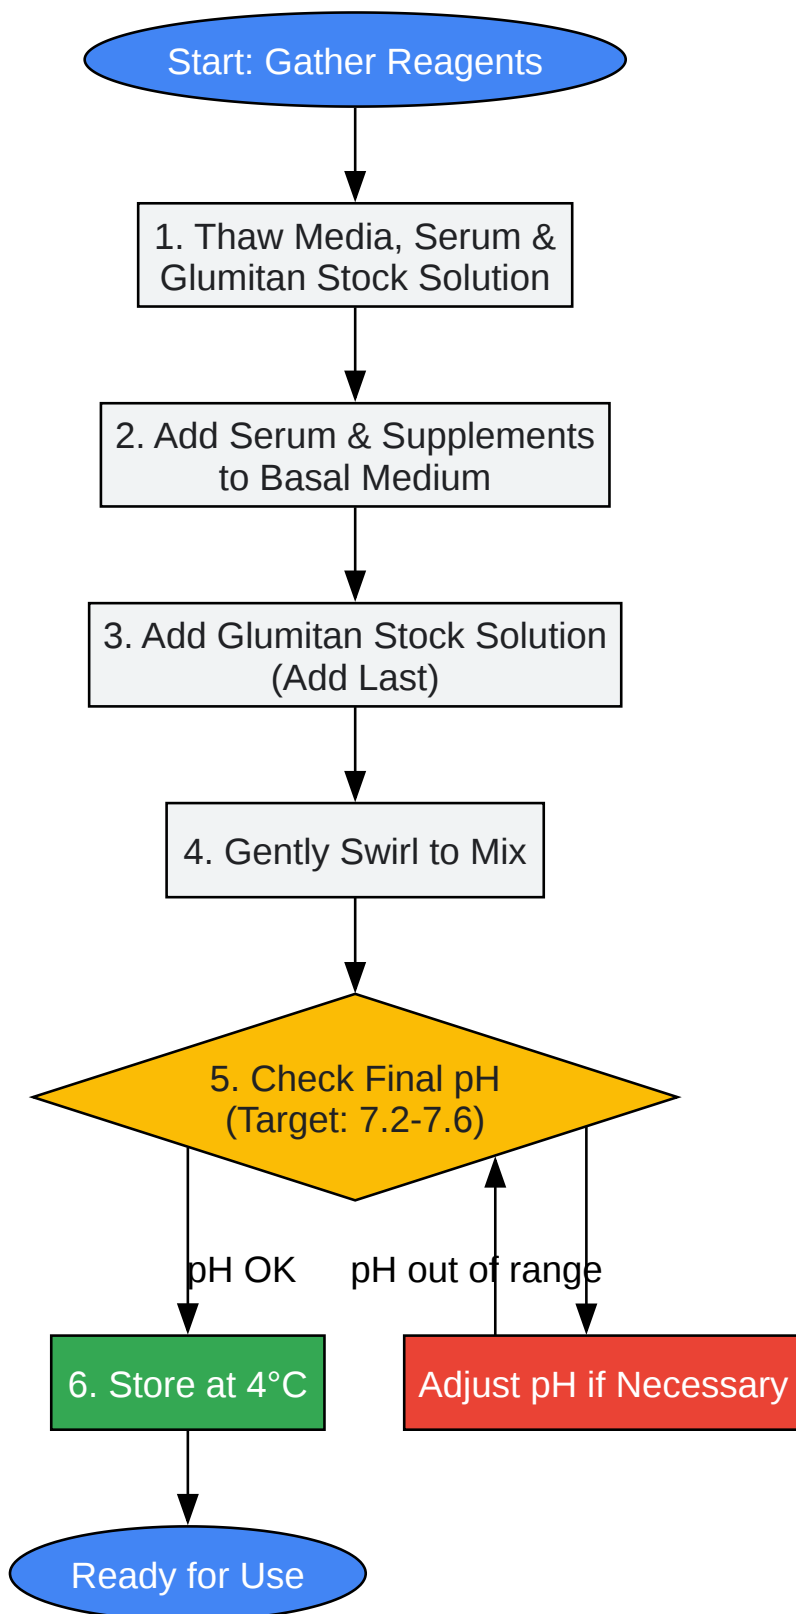 Start: Gather Reagents
1. Thaw Media, Serum &
Glumitan Stock Solution
2. Add Serum & Supplements
to Basal Medium
3. Add Glumitan Stock Solution
(Add Last)
4. Gently Swirl to Mix
5. Check Final pH
(Target: 7.2-7.6)
pH OK
pH out of range
6. Store at 4°C
Adjust pH if Necessary
Ready for Use